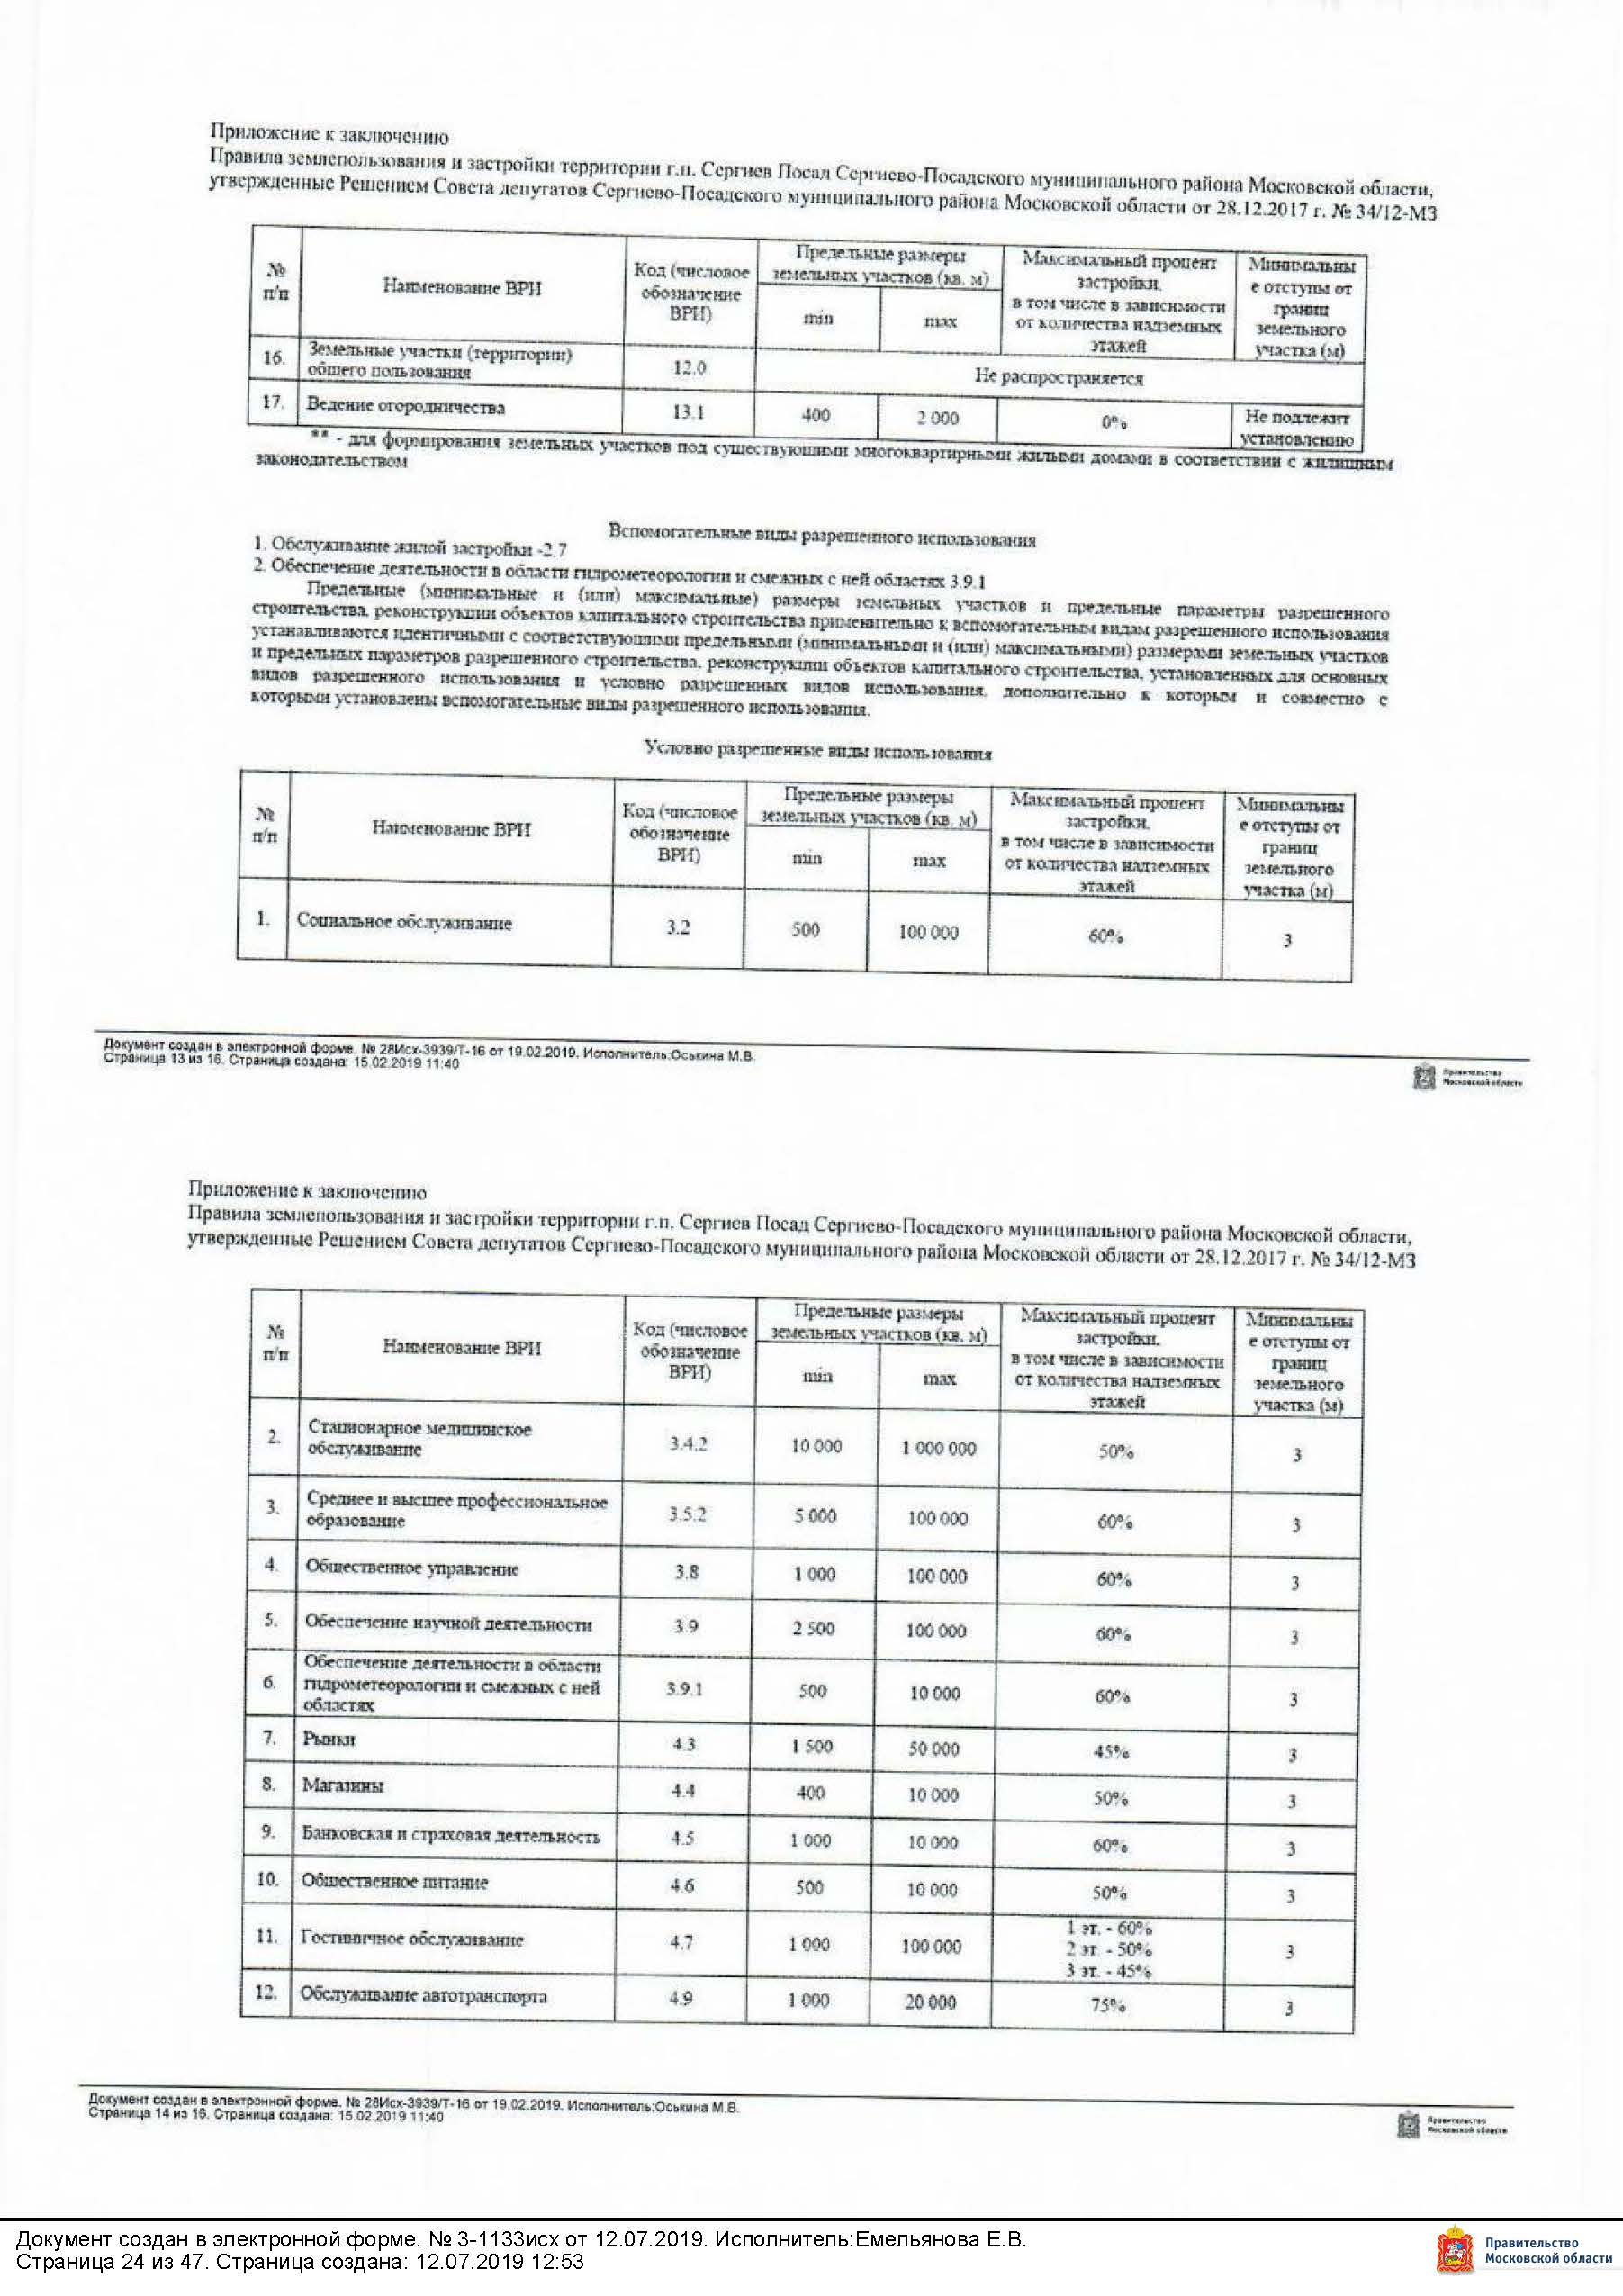 Приложение к заключению
Правила землепользования и застройки территории г.п. Сергиев Посад Сергиево-Посадского муниципального района Московской области,
утвержденные Решением Совета депутатов Сергиево-Посадского муниципального района Московской области от 28.12.2017 г. № 34/12-МЗ
№ п/п | Наименование ВРИ | Код (числовое обозначение ВРИ) | Предельные размеры земельных участков (кв. м) min | max | Максимальный процент застройки, в том числе в зависимости от количества надземных этажей | Минимальны е отступы от границ земельного участка (м)
16. | Земельные участки (территории) общего пользования | 12.0 | Не распространяется
17. | Ведение огородничества | 13.1 | 400 | 2 000 | 0% | Не подлежит установлению
** - для формирования земельных участков под существующими многоквартирными жилыми домами в соответствии с жилищным
законодательством
Вспомогательные виды разрешенного использования
1. Обслуживание жилой застройки -2.7
2. Обеспечение деятельности в области гидрометеорологии и смежных с ней областях 3.9.1
Предельные (минимальные и (или) максимальные) размеры земельных участков и предельные параметры разрешенного
строительства, реконструкции объектов капитального строительства применительно к вспомогательным видам разрешенного использования
устанавливаются идентичными с соответствующими предельными (минимальными и (или) максимальными) размерами земельных участков
и предельных параметров разрешенного строительства, реконструкции объектов капитального строительства, установленных для основных
видов разрешенного использования и условно разрешенных видов использования, дополнительно к которым и совместно с
которыми установлены вспомогательные виды разрешенного использования.
Условно разрешенные виды использования
№ п/п | Наименование ВРИ | Код (числовое обозначение ВРИ) | Предельные размеры земельных участков (кв. м) min | max | Максимальный процент застройки, в том числе в зависимости от количества надземных этажей | Минимальны е отступы от границ земельного участка (м)
1. | Социальное обслуживание | 3.2 | 500 | 100 000 | 60% | 3
Документ создан в электронной форме. № 28Исх-3939/Т-16 от 19.02.2019. Исполнитель:Оськина М.В.
Страница 13 из 16. Страница создана: 15.02.2019 11:40
Правительство
Московской области
Приложение к заключению
Правила землепользования и застройки территории г.п. Сергиев Посад Сергиево-Посадского муниципального района Московской области,
утвержденные Решением Совета депутатов Сергиево-Посадского муниципального района Московской области от 28.12.2017 г. № 34/12-МЗ
№ п/п | Наименование ВРИ | Код (числовое обозначение ВРИ) | Предельные размеры земельных участков (кв. м) min | max | Максимальный процент застройки, в том числе в зависимости от количества надземных этажей | Минимальны е отступы от границ земельного участка (м)
2. | Стационарное медицинское обслуживание | 3.4.2 | 10 000 | 1 000 000 | 50% | 3
3. | Среднее и высшее профессиональное образование | 3.5.2 | 5 000 | 100 000 | 60% | 3
4. | Общественное управление | 3.8 | 1 000 | 100 000 | 60% | 3
5. | Обеспечение научной деятельности | 3.9 | 2 500 | 100 000 | 60% | 3
6. | Обеспечение деятельности в области гидрометеорологии и смежных с ней областях | 3.9.1 | 500 | 10 000 | 60% | 3
7. | Рынки | 4.3 | 1 500 | 50 000 | 45% | 3
8. | Магазины | 4.4 | 400 | 10 000 | 50% | 3
9. | Банковская и страховая деятельность | 4.5 | 1 000 | 10 000 | 60% | 3
10. | Общественное питание | 4.6 | 500 | 10 000 | 50% | 3
11. | Гостиничное обслуживание | 4.7 | 1 000 | 100 000 | 1 эт. - 60% 2 эт. - 50% 3 эт. - 45% | 3
12. | Обслуживание автотранспорта | 4.9 | 1 000 | 20 000 | 75% | 3
Документ создан в электронной форме. № 28Исх-3939/Т-16 от 19.02.2019. Исполнитель:Оськина М.В.
Страница 14 из 16. Страница создана: 15.02.2019 11:40
Правительство
Московской области
Документ создан в электронной форме. № 3-1133исх от 12.07.2019. Исполнитель:Емельянова Е.В.
Страница 24 из 47. Страница создана: 12.07.2019 12:53
Правительство
Московской области